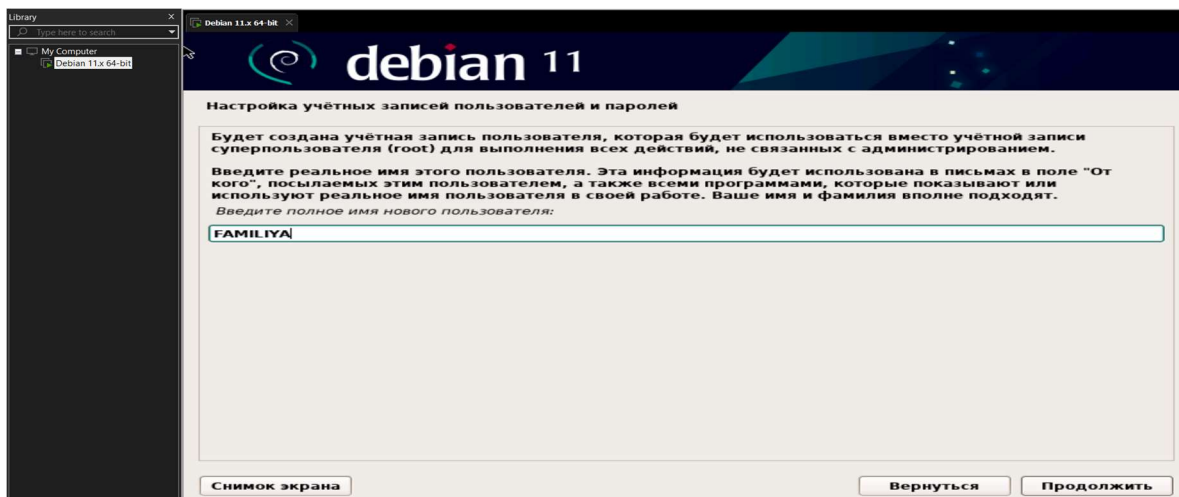 Library
Type here to search
My Computer
Debian 11.x 64-bit
Debian 11.x 64-bit
debian 11
Настройка учётных записей пользователей и паролей
Будет создана учётная запись пользователя, которая будет использоваться вместо учётной записи
суперпользователя (root) для выполнения всех действий, не связанных с администрированием.
Введите реальное имя этого пользователя. Эта информация будет использована в письмах в поле "От
кого", посылаемых этим пользователем, а также всеми программами, которые показывают или
используют реальное имя пользователя в своей работе. Ваше имя и фамилия вполне подходят.
Введите полное имя нового пользователя:
FAMILIYA
Снимок экрана
Вернуться
Продолжить